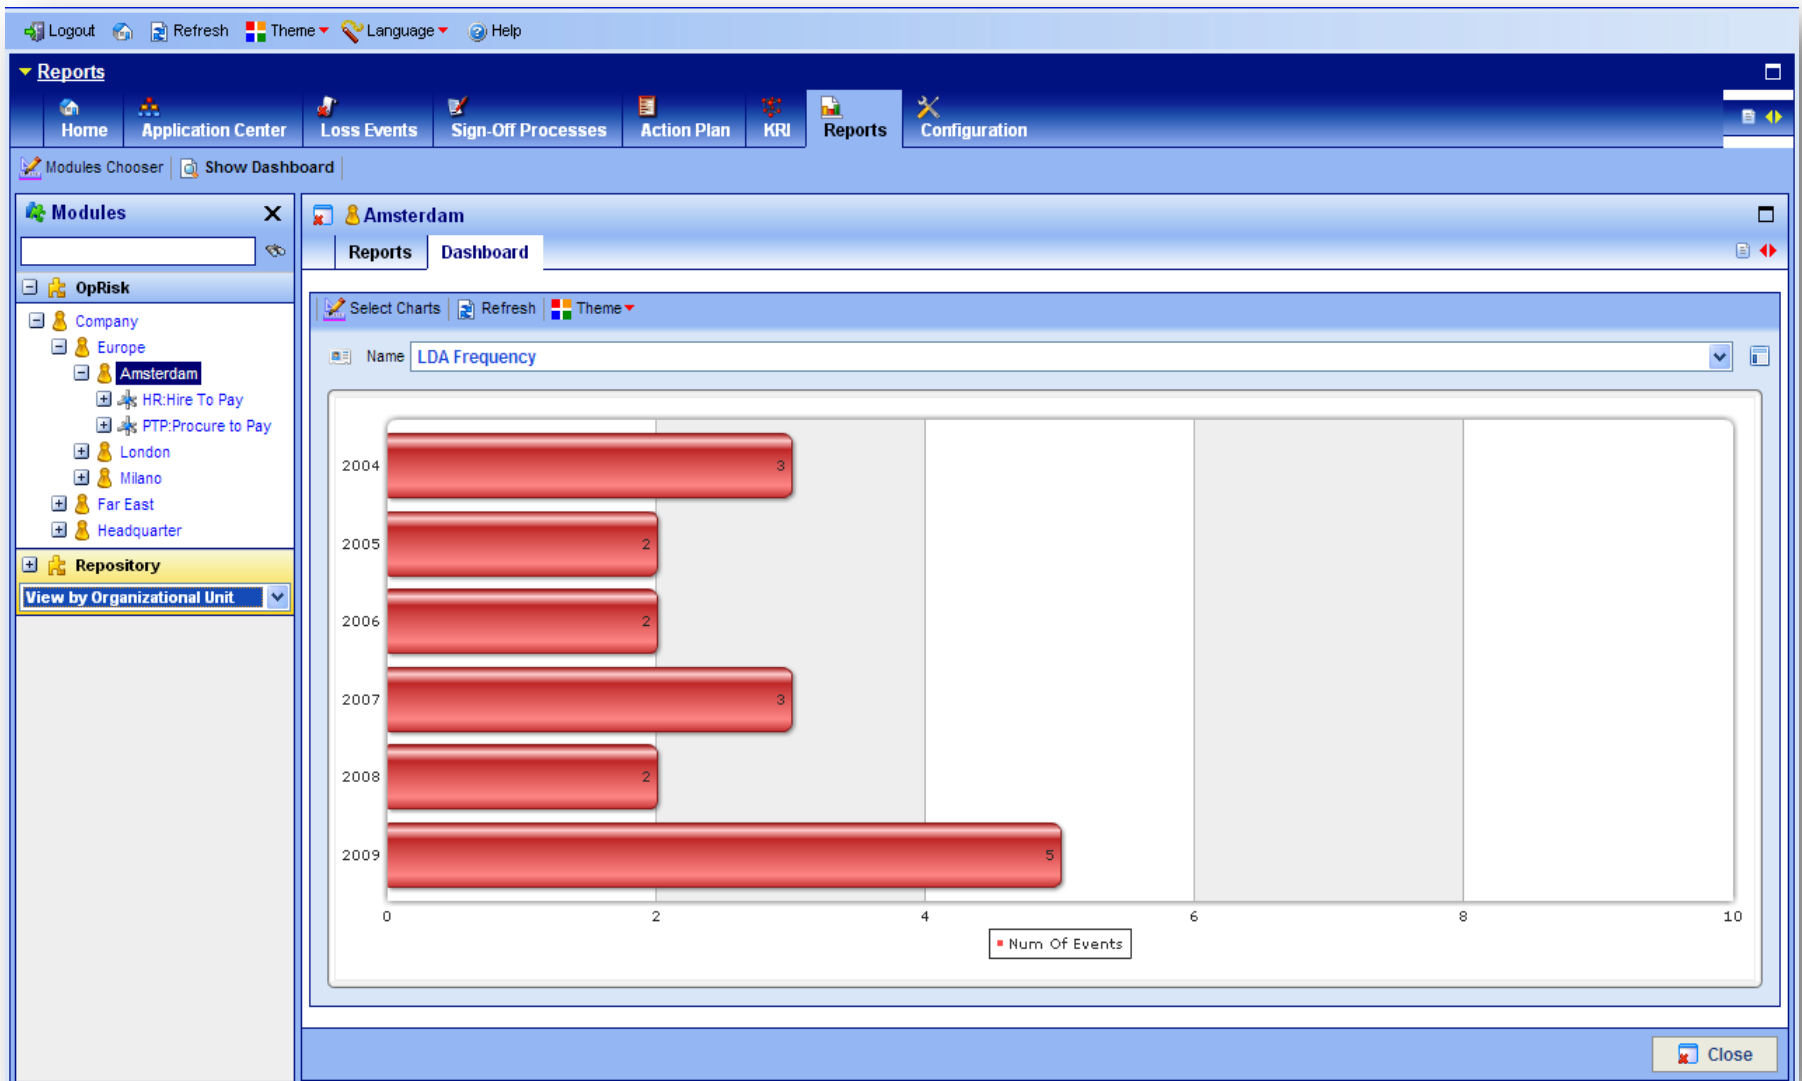 Logout Refresh Theme Language Help
Reports
Home Application Center Loss Events Sign-Off Processes Action Plan KRI Reports Configuration
Modules Chooser Show Dashboard
Modules
OpRisk
Company
Europe
Amsterdam
HR:Hire To Pay
PTP:Procure to Pay
London
Milano
Far East
Headquarter
Repository
View by Organizational Unit
Amsterdam
Reports Dashboard
Select Charts Refresh Theme
Name LDA Frequency
2004 3
2005 2
2006 2
2007 3
2008 2
2009 5
0 2 4 6 8 10
Num Of Events
Close